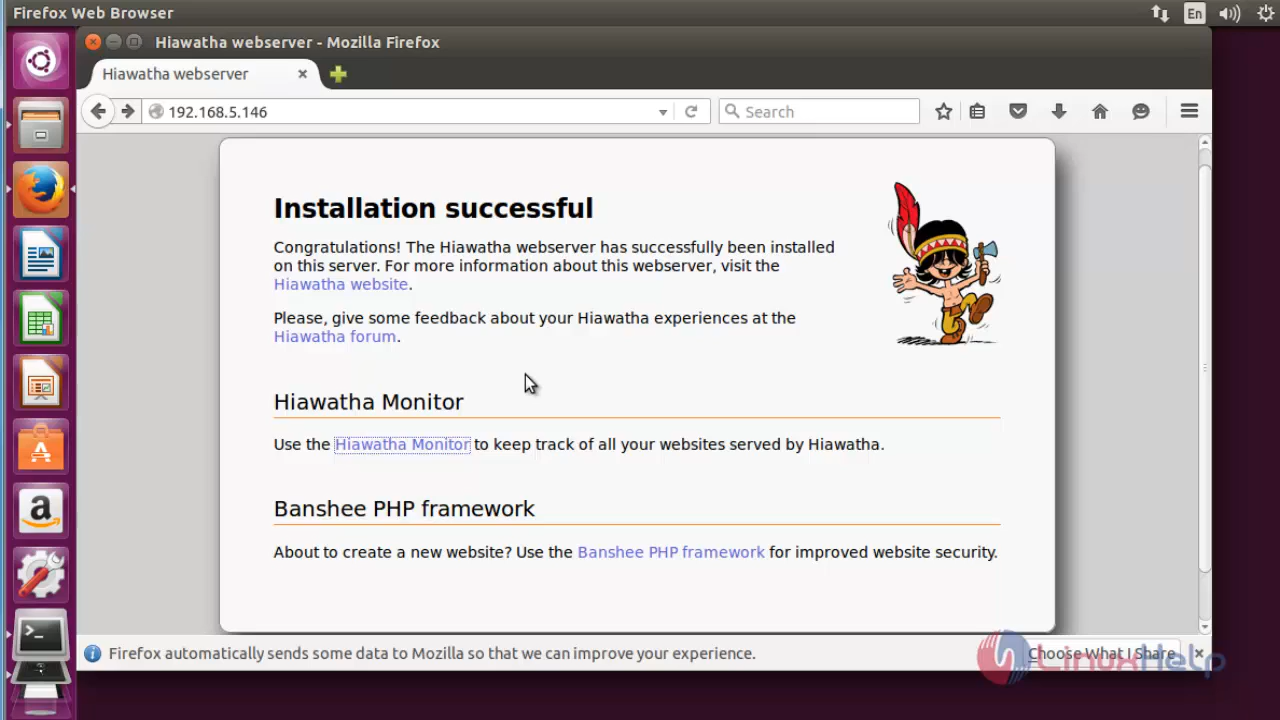 Firefox Web Browser
En
Hiawatha webserver - Mozilla Firefox
Hiawatha webserver
192.168.5.146
Search
Installation successful
Congratulations! The Hiawatha webserver has successfully been installed
on this server. For more information about this webserver, visit the
Hiawatha website.
Please, give some feedback about your Hiawatha experiences at the
Hiawatha forum.
Hiawatha Monitor
Use the Hiawatha Monitor to keep track of all your websites served by Hiawatha.
Banshee PHP framework
About to create a new website? Use the Banshee PHP framework for improved website security.
Firefox automatically sends some data to Mozilla so that we can improve your experience.
Choose What I Share
LinuxHelp